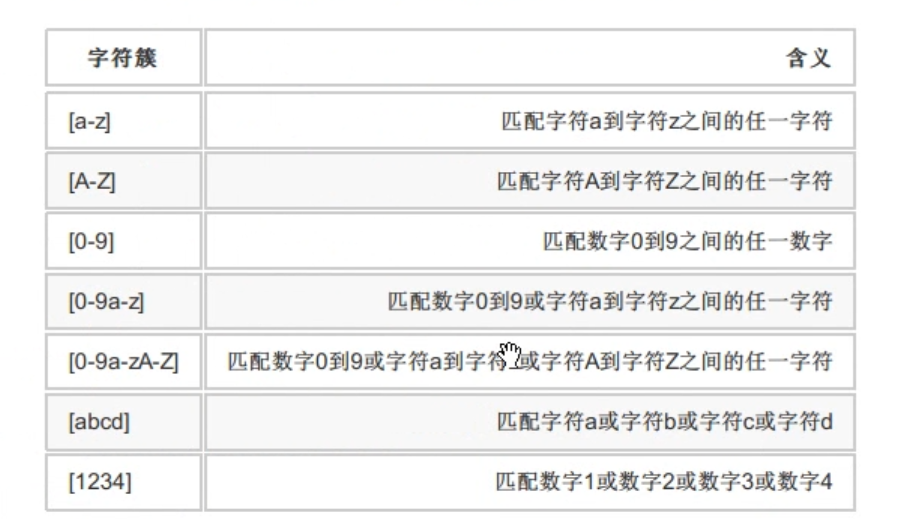 字符簇 含义
[a-z] 匹配字符a到字符z之间的任一字符
[A-Z] 匹配字符A到字符Z之间的任一字符
[0-9] 匹配数字0到9之间的任一数字
[0-9a-z] 匹配数字0到9或字符a到字符z之间的任一字符
[0-9a-zA-Z] 匹配数字0到9或字符a到字符 或字符A到字符Z之间的任一字符
[abcd] 匹配字符a或字符b或字符c或字符d
[1234] 匹配数字1或数字2或数字3或数字4